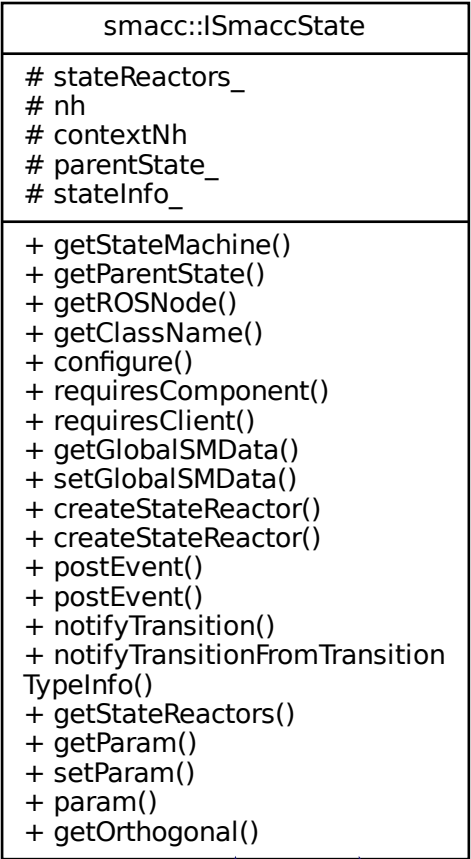 smacc::ISmaccState
# stateReactors_
# nh
# contextNh
# parentState_
# stateInfo_
+ getStateMachine()
+ getParentState()
+ getROSNode()
+ getClassName()
+ configure()
+ requiresComponent()
+ requiresClient()
+ getGlobalSMData()
+ setGlobalSMData()
+ createStateReactor()
+ createStateReactor()
+ postEvent()
+ postEvent()
+ notifyTransition()
+ notifyTransitionFromTransition
TypeInfo()
+ getStateReactors()
+ getParam()
+ setParam()
+ param()
+ getOrthogonal()